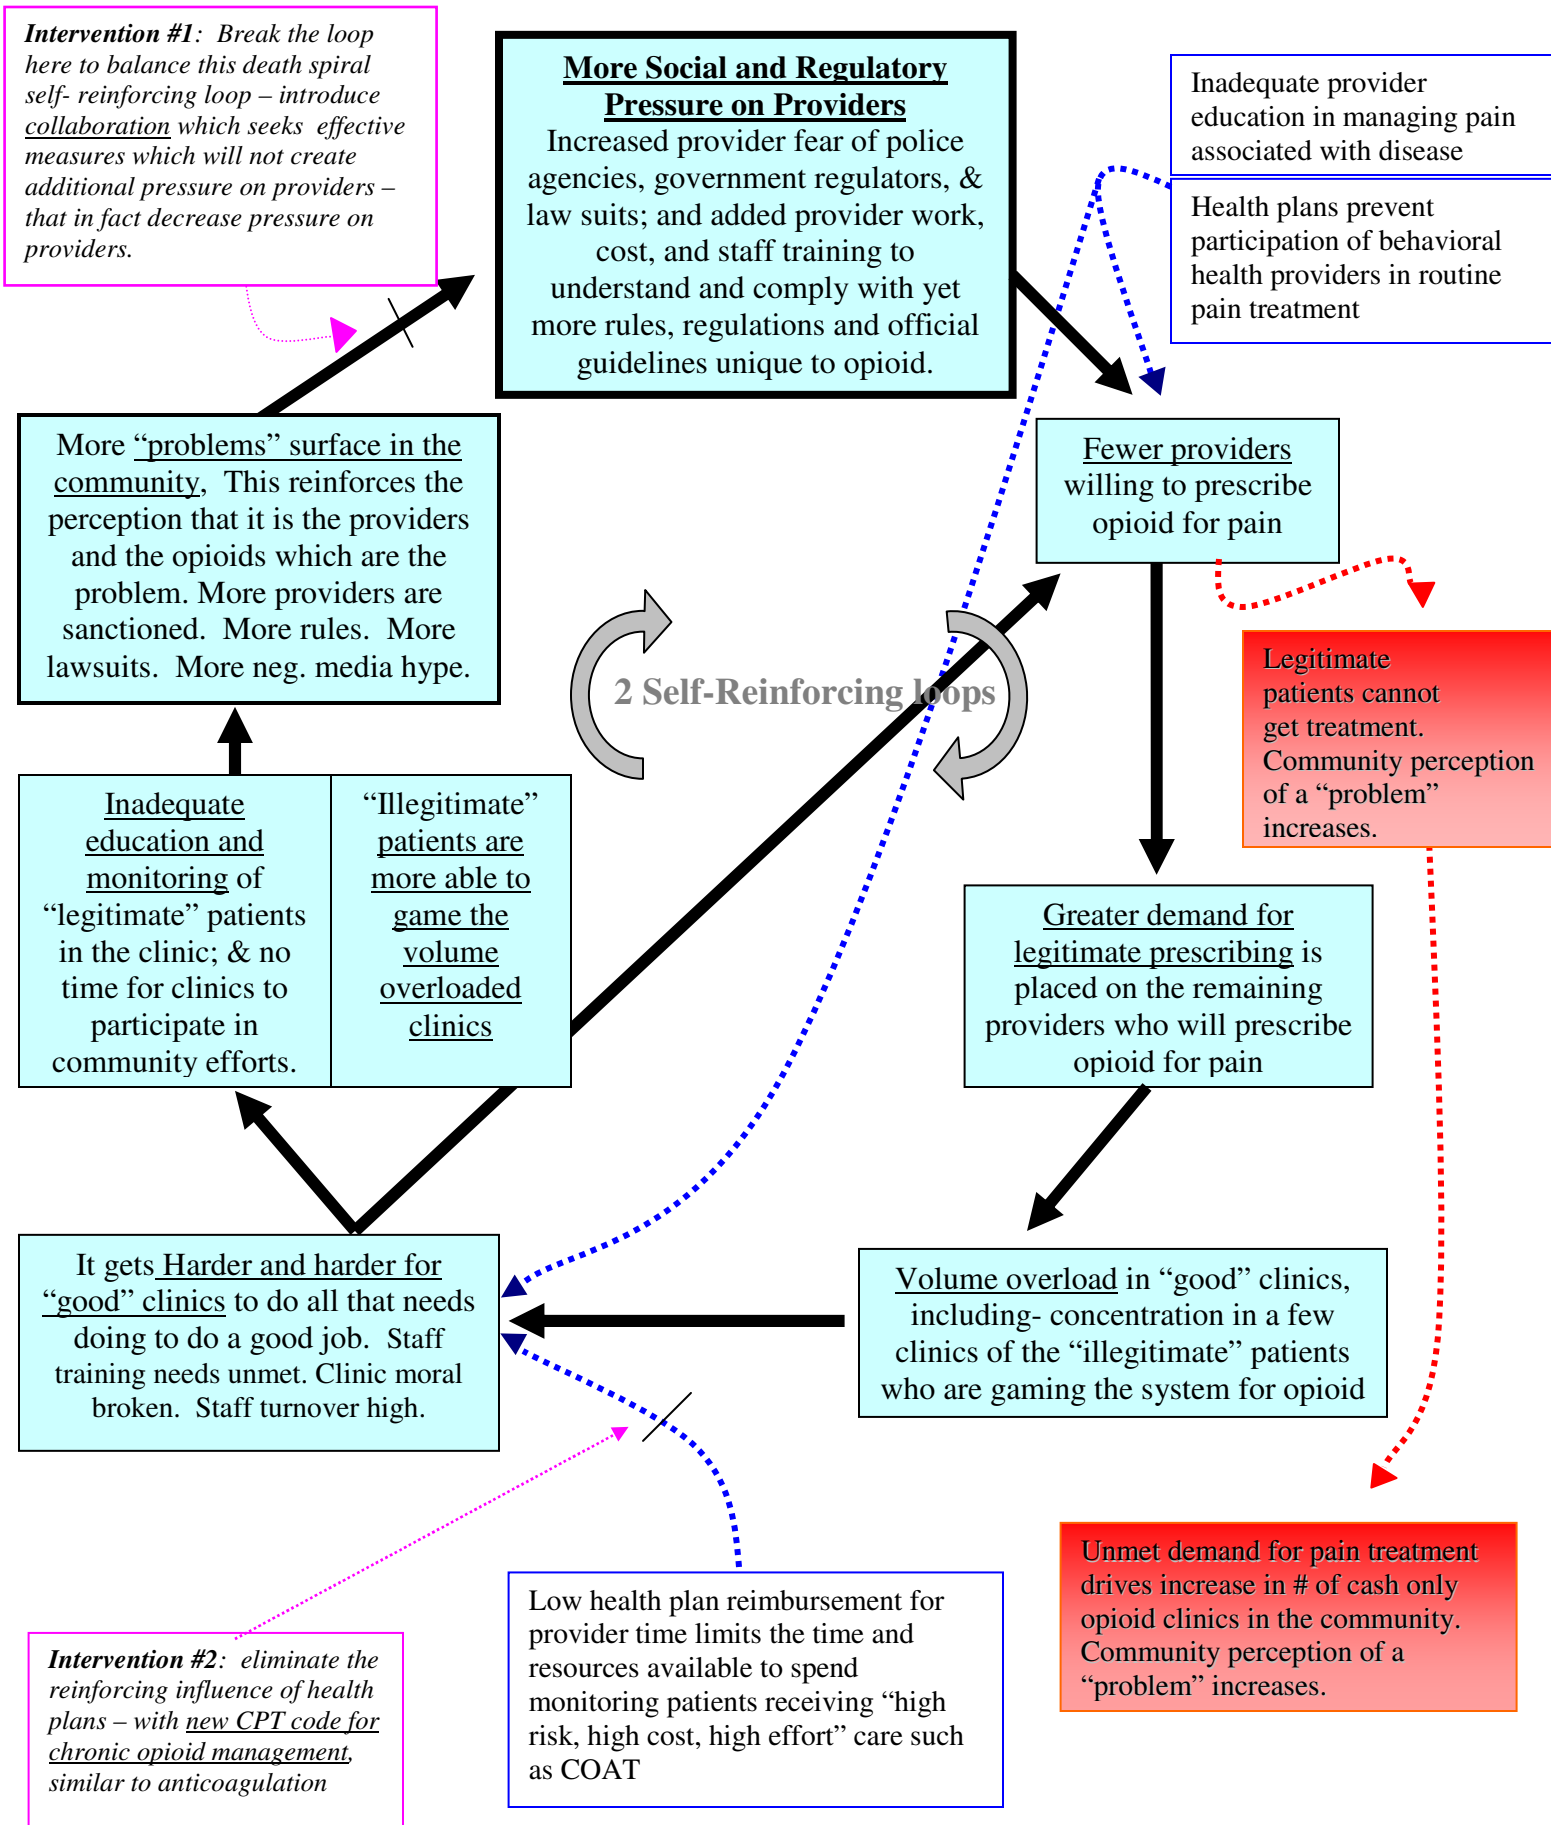 Intervention #1: Break the loop
here to balance this death spiral
self- reinforcing loop – introduce
collaboration which seeks effective
measures which will not create
additional pressure on providers –
that in fact decrease pressure on
providers.
More Social and Regulatory
Pressure on Providers
Increased provider fear of police
agencies, government regulators, &
law suits; and added provider work,
cost, and staff training to
understand and comply with yet
more rules, regulations and official
guidelines unique to opioid.
Inadequate provider
education in managing pain
associated with disease
Health plans prevent
participation of behavioral
health providers in routine
pain treatment
More “problems” surface in the
community, This reinforces the
perception that it is the providers
and the opioids which are the
problem. More providers are
sanctioned. More rules. More
lawsuits. More neg. media hype.
Fewer providers
willing to prescribe
opioid for pain
2 Self-Reinforcing loops
Legitimate
patients cannot
get treatment.
Community perception
of a “problem”
increases.
Inadequate
education and
monitoring of
“legitimate” patients
in the clinic; & no
time for clinics to
participate in
community efforts.
“Illegitimate”
patients are
more able to
game the
volume
overloaded
clinics
Greater demand for
legitimate prescribing is
placed on the remaining
providers who will prescribe
opioid for pain
It gets Harder and harder for
“good” clinics to do all that needs
doing to do a good job. Staff
training needs unmet. Clinic moral
broken. Staff turnover high.
Volume overload in “good” clinics,
including- concentration in a few
clinics of the “illegitimate” patients
who are gaming the system for opioid
Unmet demand for pain treatment
drives increase in # of cash only
opioid clinics in the community.
Community perception of a
“problem” increases.
Low health plan reimbursement for
provider time limits the time and
resources available to spend
monitoring patients receiving “high
risk, high cost, high effort” care such
as COAT
Intervention #2: eliminate the
reinforcing influence of health
plans – with new CPT code for
chronic opioid management,
similar to anticoagulation